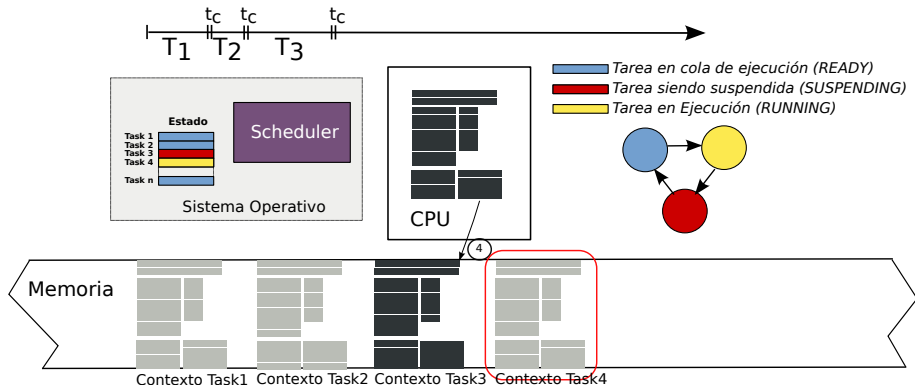 tc tc tc
T1 T2 T3
Tarea en cola de ejecución (READY)
Tarea siendo suspendida (SUSPENDING)
Tarea en Ejecución (RUNNING)
Estado
Task 1
Task 2
Task 3
Task 4
Task n
Scheduler
Sistema Operativo
CPU
4
Memoria
Contexto Task1
Contexto Task2
Contexto Task3
Contexto Task4